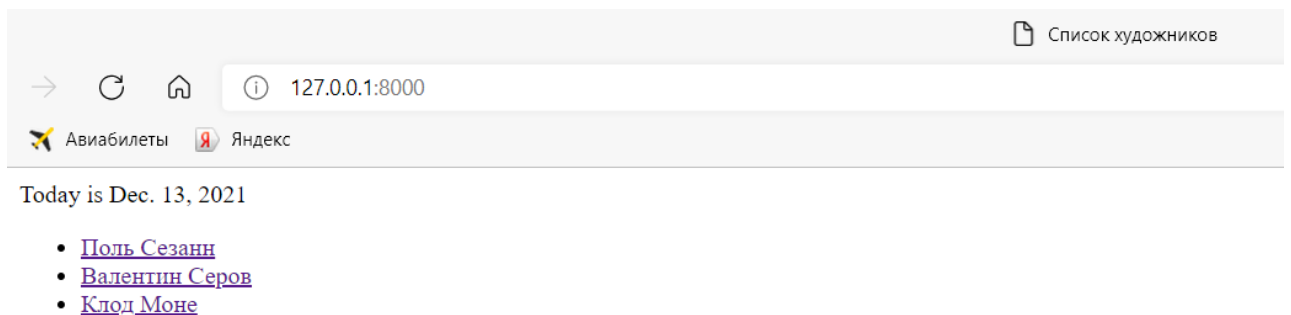 Список художников
127.0.0.1:8000
Авиабилеты Я Яндекс
Today is Dec. 13, 2021
Поль Сезанн
Валентин Серов
Клод Моне